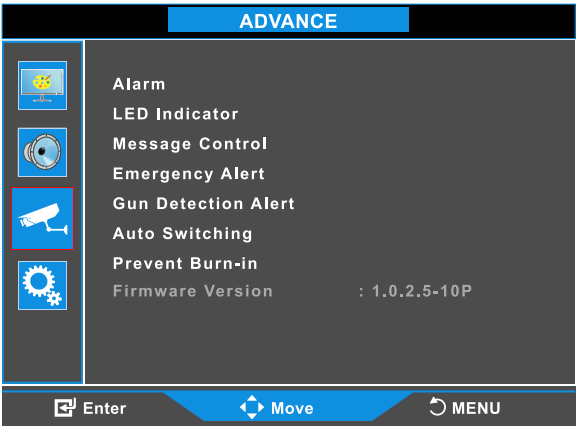 ADVANCE
Alarm
LED Indicator
Message Control
Emergency Alert
Gun Detection Alert
Auto Switching
Prevent Burn-in
Firmware Version : 1.0.2.5-10P
Enter Move MENU